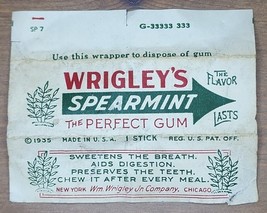 SP 7 G-33333 333
Use this wrapper to dispose of gum
WRIGLEY'S THE FLAVOR
SPEARMINT
THE PERFECT GUM LASTS
© 1935 MADE IN U.S.A. 1 STICK REG. U.S. PAT. OFF.
SWEETENS THE BREATH.
AIDS DIGESTION.
PRESERVES THE TEETH.
CHEW IT AFTER EVERY MEAL.
NEW YORK Wm. Wrigley Jr. Company, CHICAGO